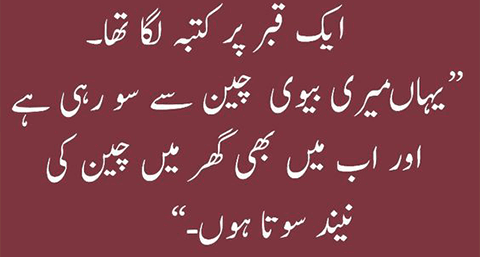 ایک قبر پر کتبہ لگا تھا۔
”یہاں میری بیوی چین سے سو رہی ہے
اور اب میں بھی گھر میں چین کی
نیند سوتا ہوں۔“